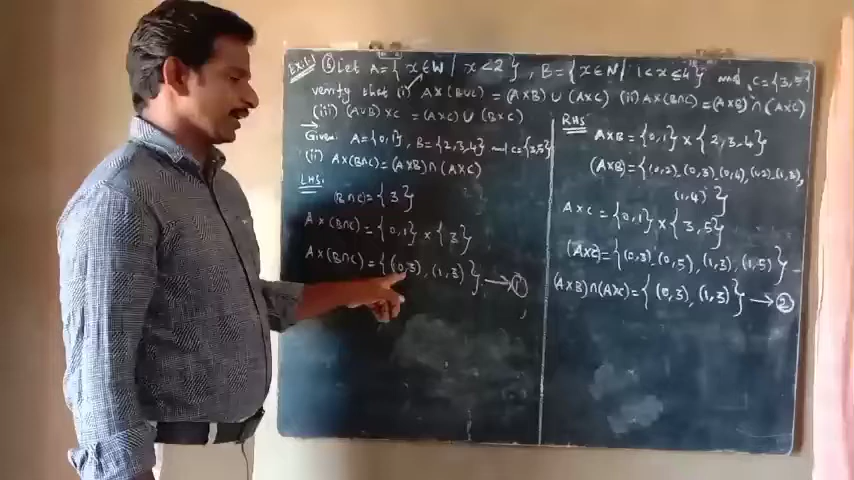 Ex:1.1 ⑥ Let A={ x∈W | x<2 }, B={ x∈N | 1<x≤4 } and C={3,5}
verify that (i) A×(B∪C) = (A×B) ∪ (A×C) (ii) A×(B∩C)=(A×B)∩(A×C)
(iii) (A∪B)×C = (A×C) ∪ (B×C)
Given: A={0,1}, B={2,3,4} and C={3,5}
(ii) A×(B∩C)=(A×B)∩(A×C)
LHS:
(B∩C)={3}
A×(B∩C)={0,1}×{3}
A×(B∩C)={(0,3),(1,3)} → ①
RHS:
A×B={0,1}×{2,3,4}
(A×B)={(0,2),(0,3),(0,4),(1,2),(1,3),
(1,4)}
A×C={0,1}×{3,5}
(A×C)={(0,3),(0,5),(1,3),(1,5)}
(A×B)∩(A×C)={(0,3),(1,3)} → ②